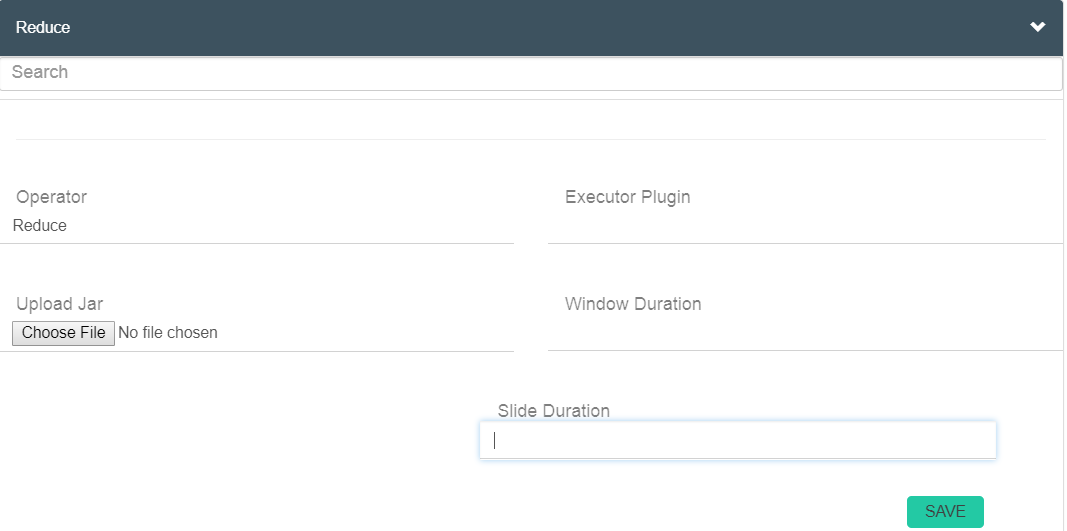 Reduce
Search
Operator
Executor Plugin
Reduce
Upload Jar
Window Duration
Choose File No file chosen
Slide Duration
SAVE